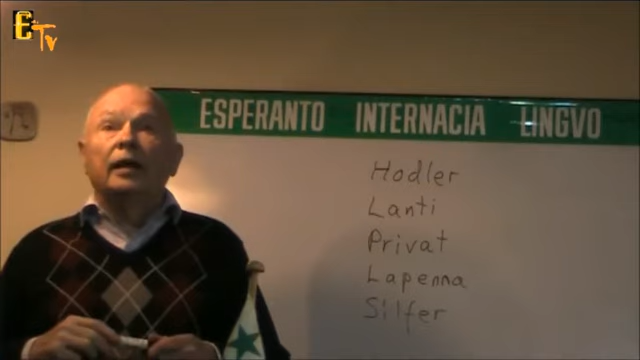 E Tv
ESPERANTO INTERNACIA LINGVO
Hodler
Lanti
Privat
Lapenna
Silfer